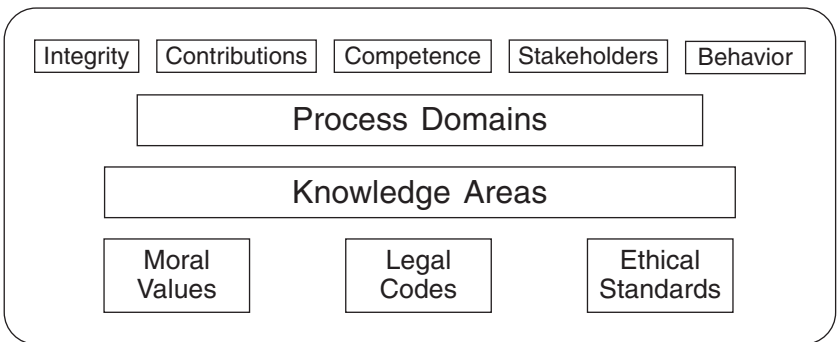 Integrity Contributions Competence Stakeholders Behavior
Process Domains
Knowledge Areas
Moral
Values
Legal
Codes
Ethical
Standards